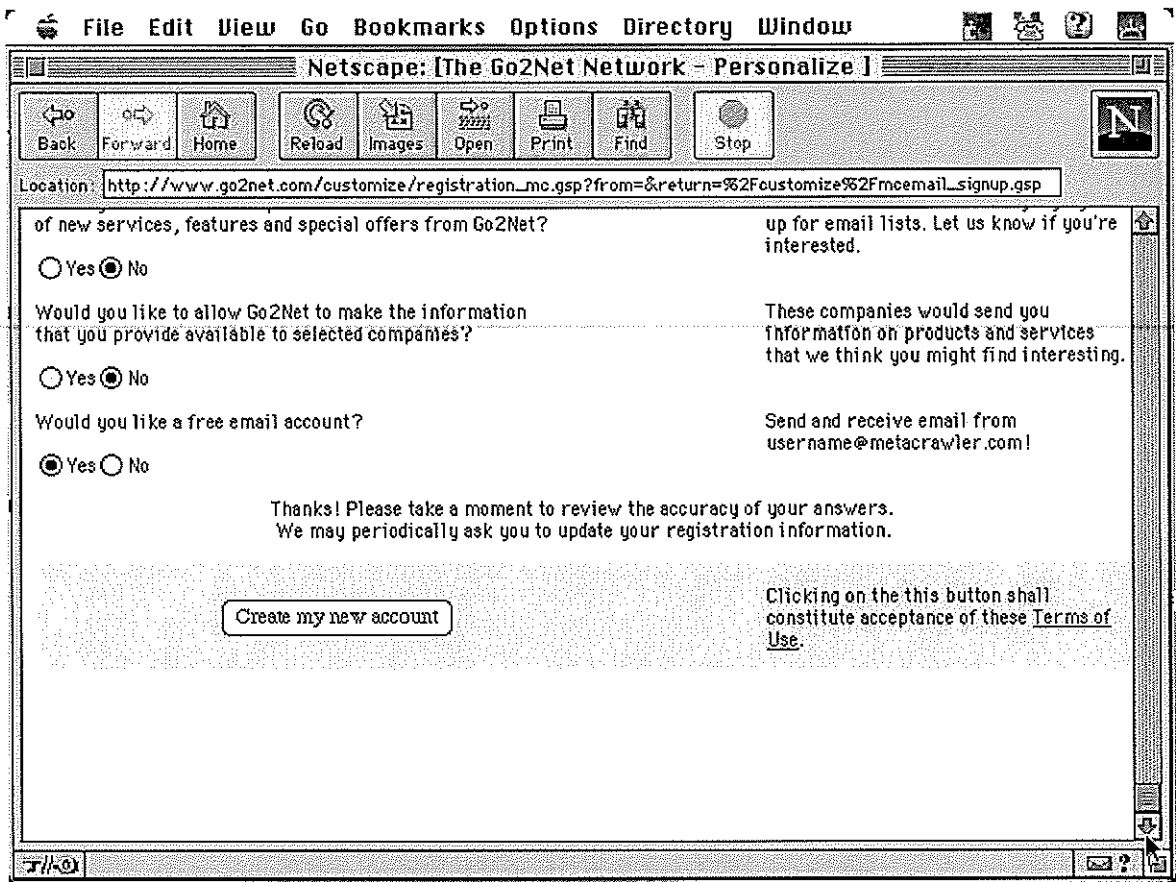 File Edit View Go Bookmarks Options Directory Window
Netscape: [The Go2Net Network - Personalize ]
Back Forward Home Reload Images Open Print Find Stop
N
Location: http://www.go2net.com/customize/registration_mc.gsp?from=&return=%2Fcustomize%2Fmcemail_signup.gsp
of new services, features and special offers from Go2Net?
up for email lists. Let us know if you're
interested.
Yes No
Would you like to allow Go2Net to make the information
that you provide available to selected companies?
These companies would send you
information on products and services
that we think you might find interesting.
Yes No
Would you like a free email account?
Send and receive email from
username@metacrawler.com!
Yes No
Thanks! Please take a moment to review the accuracy of your answers.
We may periodically ask you to update your registration information.
Create my new account
Clicking on the this button shall
constitute acceptance of these Terms of
Use.